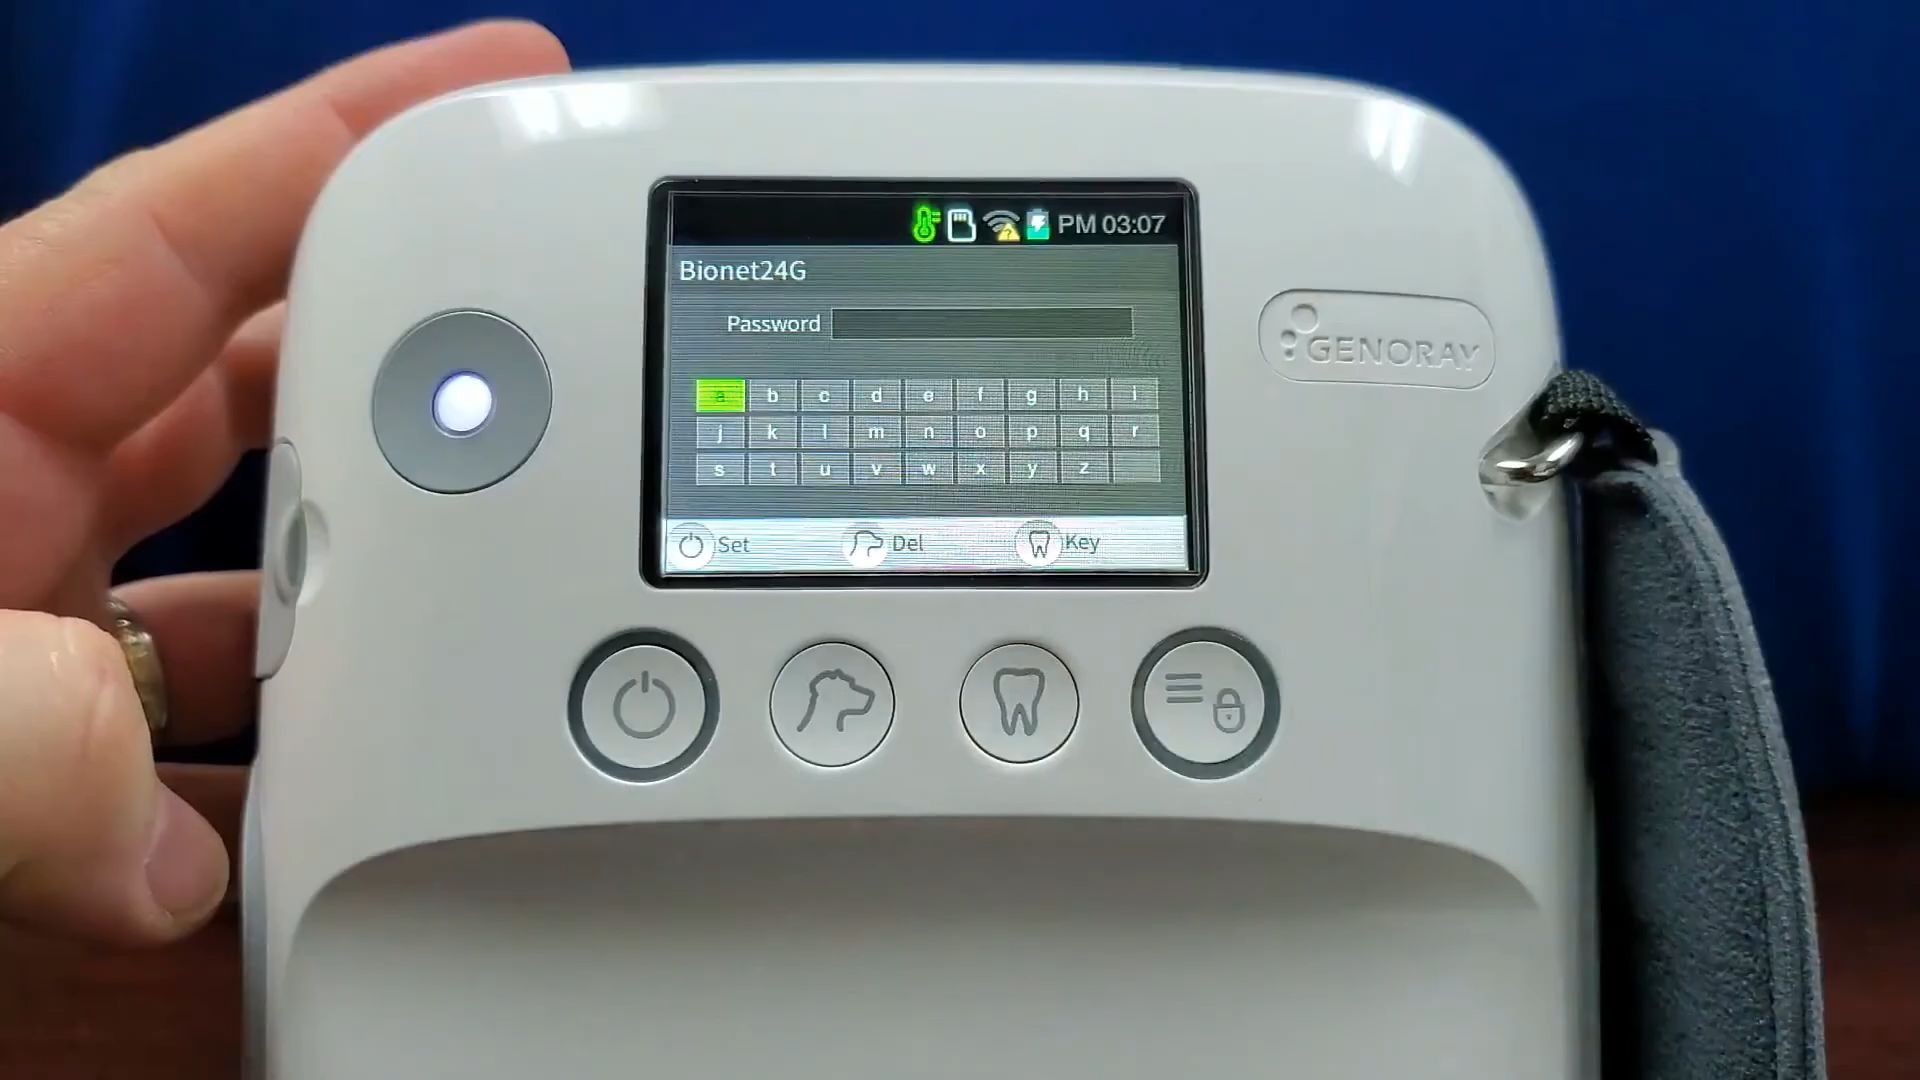 PM 03:07
Bionet24G
Password
a b c d e f g h i
j k l m n o p q r
s t u v w x y z
Set Del Key
GENORAY